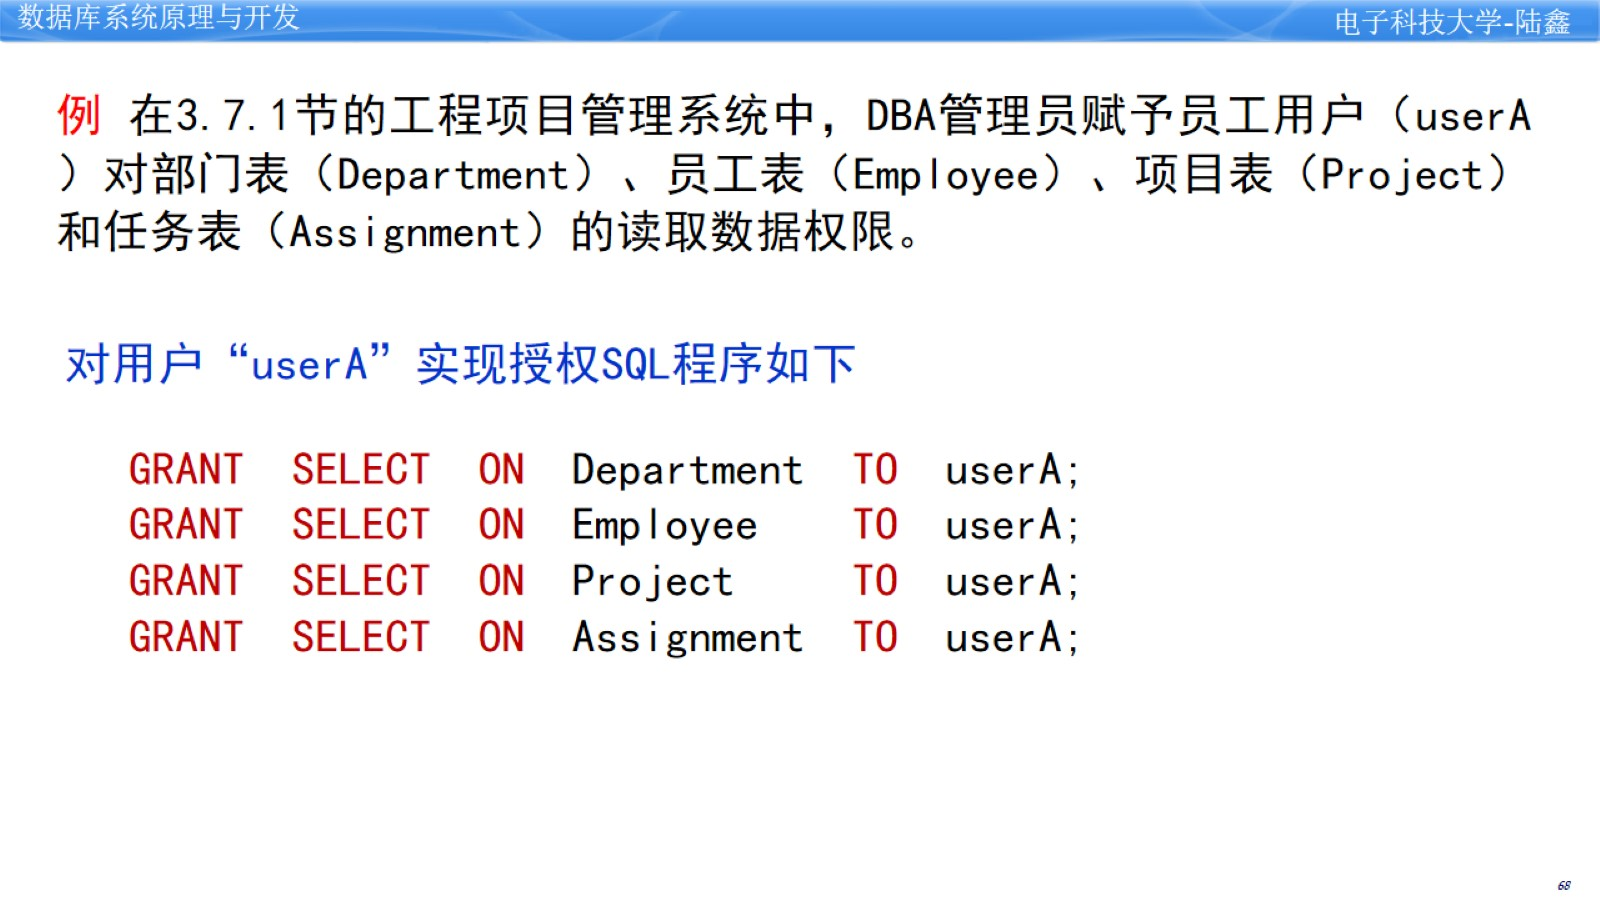 数据库系统原理与开发
电子科技大学-陆鑫
例 在3.7.1节的工程项目管理系统中，DBA管理员赋予员工用户（userA
）对部门表（Department）、员工表（Employee）、项目表（Project）
和任务表（Assignment）的读取数据权限。
对用户“userA”实现授权SQL程序如下
GRANT SELECT ON Department TO userA;
GRANT SELECT ON Employee TO userA;
GRANT SELECT ON Project TO userA;
GRANT SELECT ON Assignment TO userA;
68